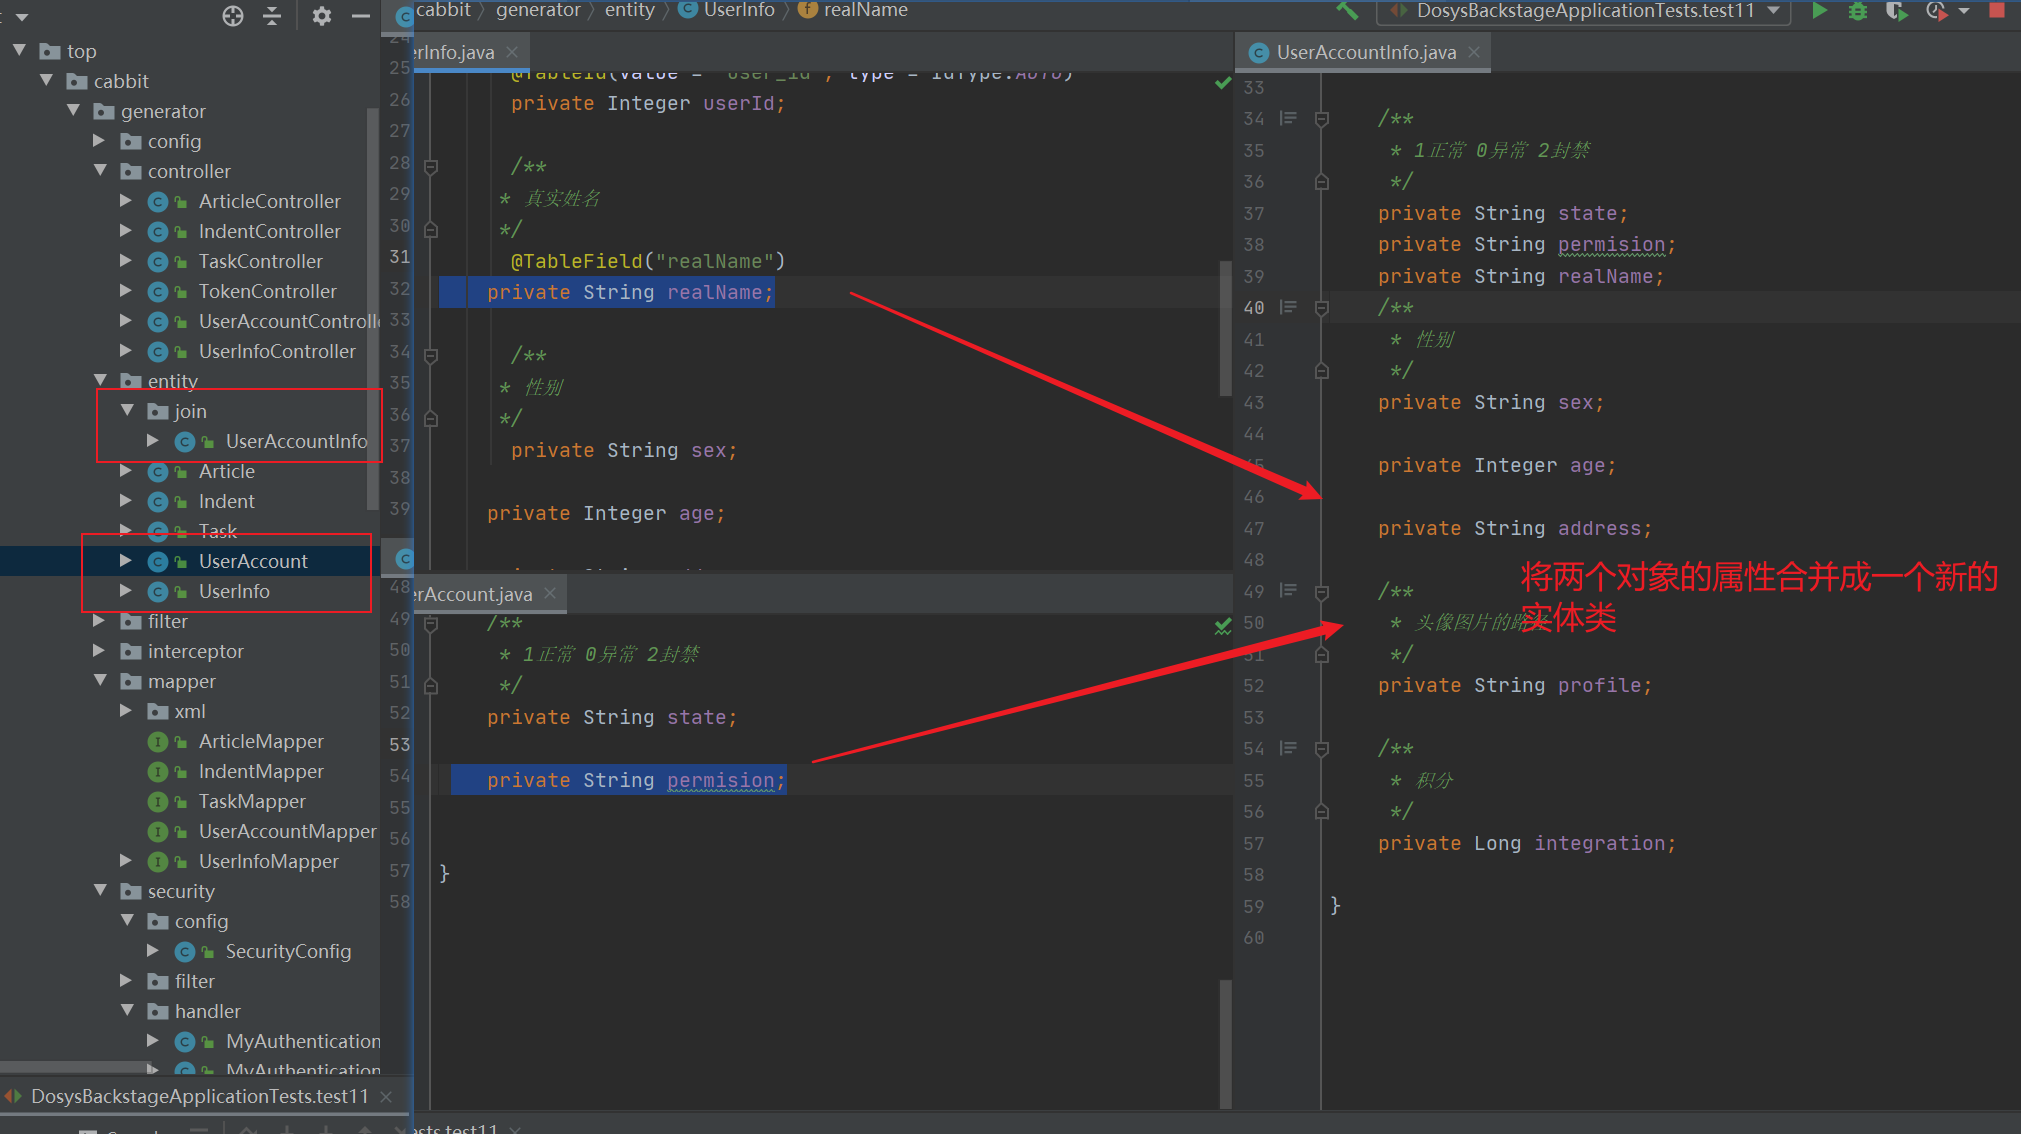 cabbit 〉 generator 〉 entity 〉 UserInfo 〉 realName
DosysBackstageApplicationTests.test11
top
cabbit
generator
config
controller
ArticleController
IndentController
TaskController
TokenController
UserAccountControll
UserInfoController
entity
join
UserAccountInfo
Article
Indent
Task
UserAccount
UserInfo
filter
interceptor
mapper
xml
ArticleMapper
IndentMapper
TaskMapper
UserAccountMapper
UserInfoMapper
security
config
SecurityConfig
filter
handler
MyAuthentication
MyAuthentication
DosysBackstageApplicationTests.test11
erInfo.java
25
26 private Integer userId;
27
28 /**
29 * 真实姓名
30 */
31 @TableField("realName")
32 private String realName;
33
34 /**
35 * 性别
36 */
37 private String sex;
38
39 private Integer age;
erAccount.java
48
49 /**
50 * 1正常 0异常 2封禁
51 */
52 private String state;
53
54 private String permision;
55
56
57 }
58
ests.test11
UserAccountInfo.java
33
34 /**
35 * 1正常 0异常 2封禁
36 */
37 private String state;
38 private String permision;
39 private String realName;
40 /**
41 * 性别
42 */
43 private String sex;
44
45 private Integer age;
46
47 private String address;
48
49 /**
50 * 头像图片的路径
51 */
52 private String profile;
53
54 /**
55 * 积分
56 */
57 private Long integration;
58
59 }
60
将两个对象的属性合并成一个新的
实体类